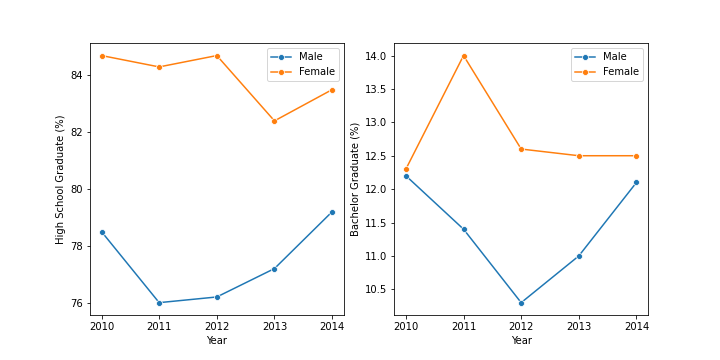 High School Graduate (%)
84
82
80
78
76
2010 2011 2012 2013 2014
Year
Male
Female
Bachelor Graduate (%)
14.0
13.5
13.0
12.5
12.0
11.5
11.0
10.5
2010 2011 2012 2013 2014
Year
Male
Female